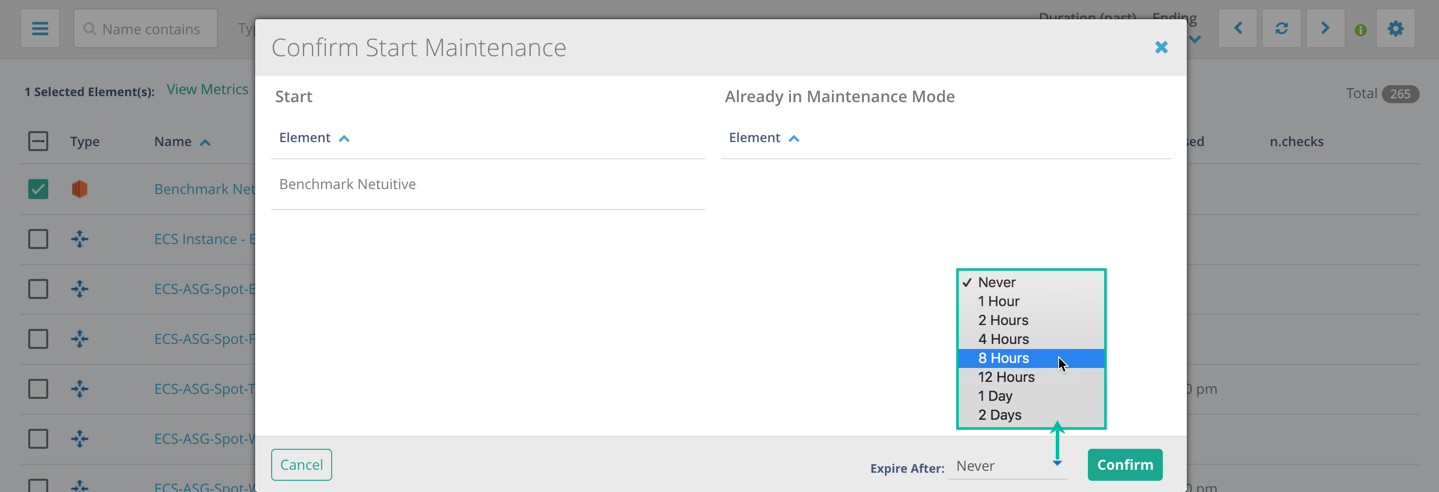 Name contains
Ty
Duration (past) Ending
Confirm Start Maintenance
1 Selected Element(s): View Metrics
Total 265
Start
Already in Maintenance Mode
Type Name
Element
Element
sed n.checks
Benchmark Net
Benchmark Netuitive
ECS Instance - E
ECS-ASG-Spot-E
ECS-ASG-Spot-F
ECS-ASG-Spot-T
0 pm
ECS-ASG-Spot-W
ECS-ASG-Spot-W
0 pm
Never
1 Hour
2 Hours
4 Hours
8 Hours
12 Hours
1 Day
2 Days
Cancel
Expire After: Never
Confirm